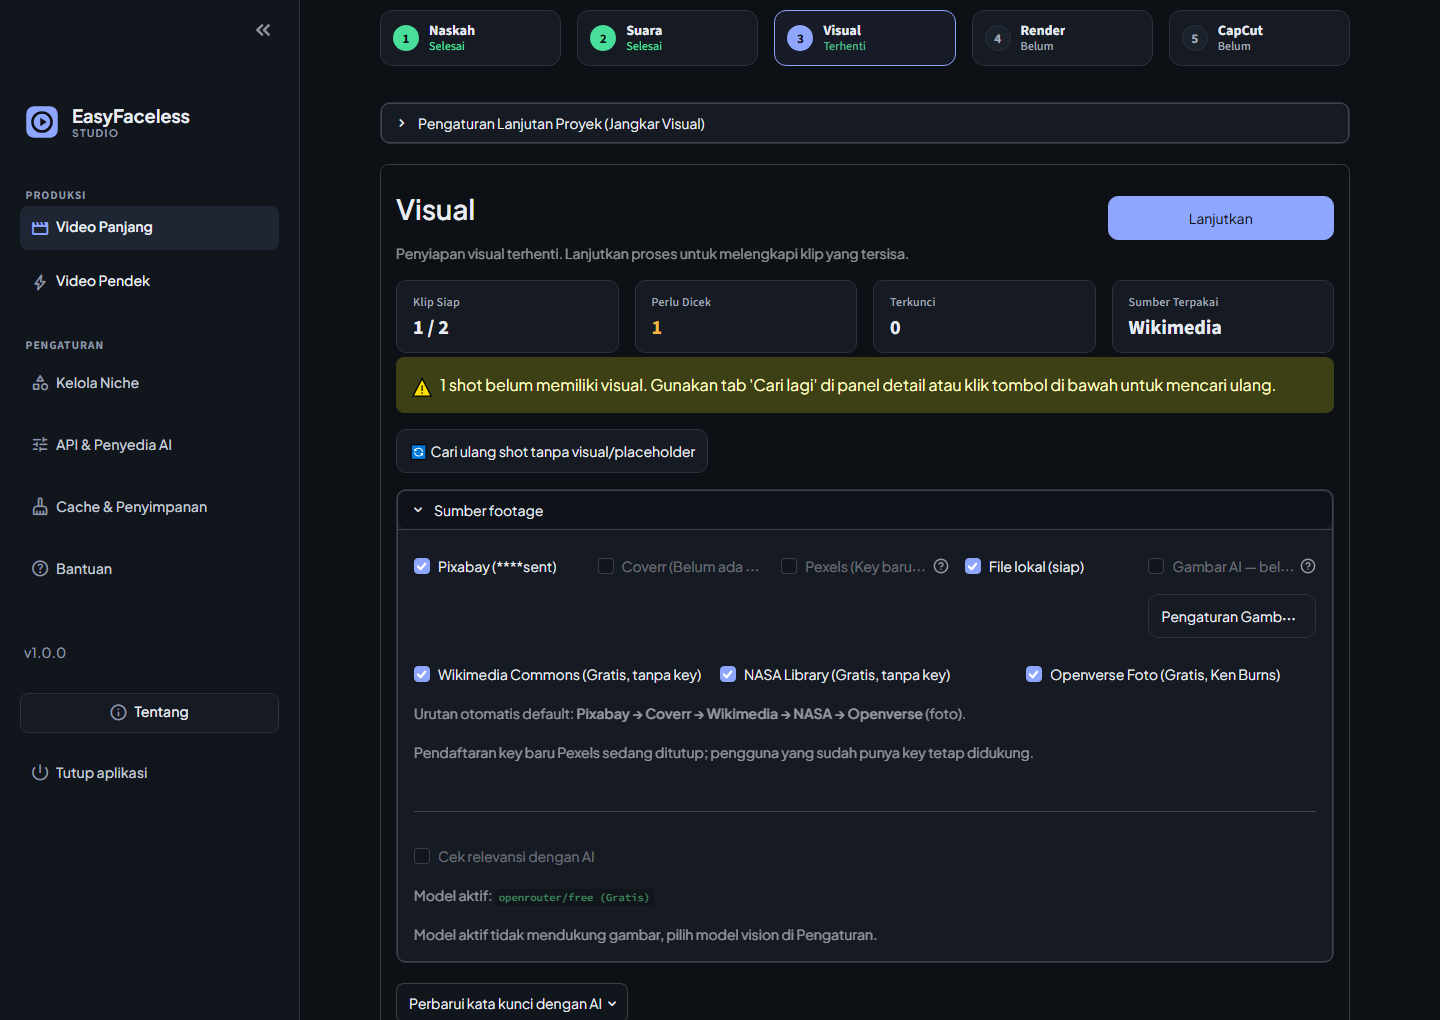 EasyFaceless
STUDIO
PRODUKSI
Video Panjang
Video Pendek
PENGATURAN
Kelola Niche
API & Penyedia AI
Cache & Penyimpanan
Bantuan
v1.0.0
Tentang
Tutup aplikasi
1 Naskah
Selesai
2 Suara
Selesai
3 Visual
Terhenti
4 Render
Belum
5 CapCut
Belum
Pengaturan Lanjutan Proyek (Jangkar Visual)
Visual
Lanjutkan
Penyiapan visual terhenti. Lanjutkan proses untuk melengkapi klip yang tersisa.
Klip Siap
1 / 2
Perlu Dicek
1
Terkunci
0
Sumber Terpakai
Wikimedia
1 shot belum memiliki visual. Gunakan tab 'Cari lagi' di panel detail atau klik tombol di bawah untuk mencari ulang.
Cari ulang shot tanpa visual/placeholder
Sumber footage
Pixabay (****sent)
Coverr (Belum ada ...
Pexels (Key baru...
File lokal (siap)
Gambar AI — bel...
Pengaturan Gamb...
Wikimedia Commons (Gratis, tanpa key)
NASA Library (Gratis, tanpa key)
Openverse Foto (Gratis, Ken Burns)
Urutan otomatis default: Pixabay → Coverr → Wikimedia → NASA → Openverse (foto).
Pendaftaran key baru Pexels sedang ditutup; pengguna yang sudah punya key tetap didukung.
Cek relevansi dengan AI
Model aktif: openrouter/free (Gratis)
Model aktif tidak mendukung gambar, pilih model vision di Pengaturan.
Perbarui kata kunci dengan AI